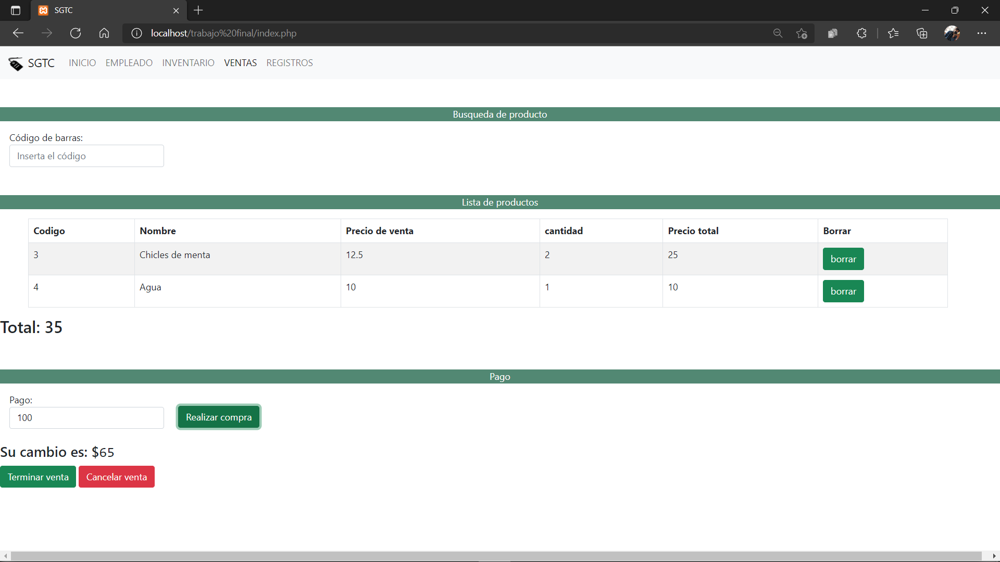 SGTC
localhost/trabajo%20final/index.php
SGTC INICIO EMPLEADO INVENTARIO VENTAS REGISTROS
Busqueda de producto
Código de barras:
Inserta el código
Lista de productos
Codigo Nombre Precio de venta cantidad Precio total Borrar
3 Chicles de menta 12.5 2 25 borrar
4 Agua 10 1 10 borrar
Total: 35
Pago
Pago:
100 Realizar compra
Su cambio es: $65
Terminar venta Cancelar venta